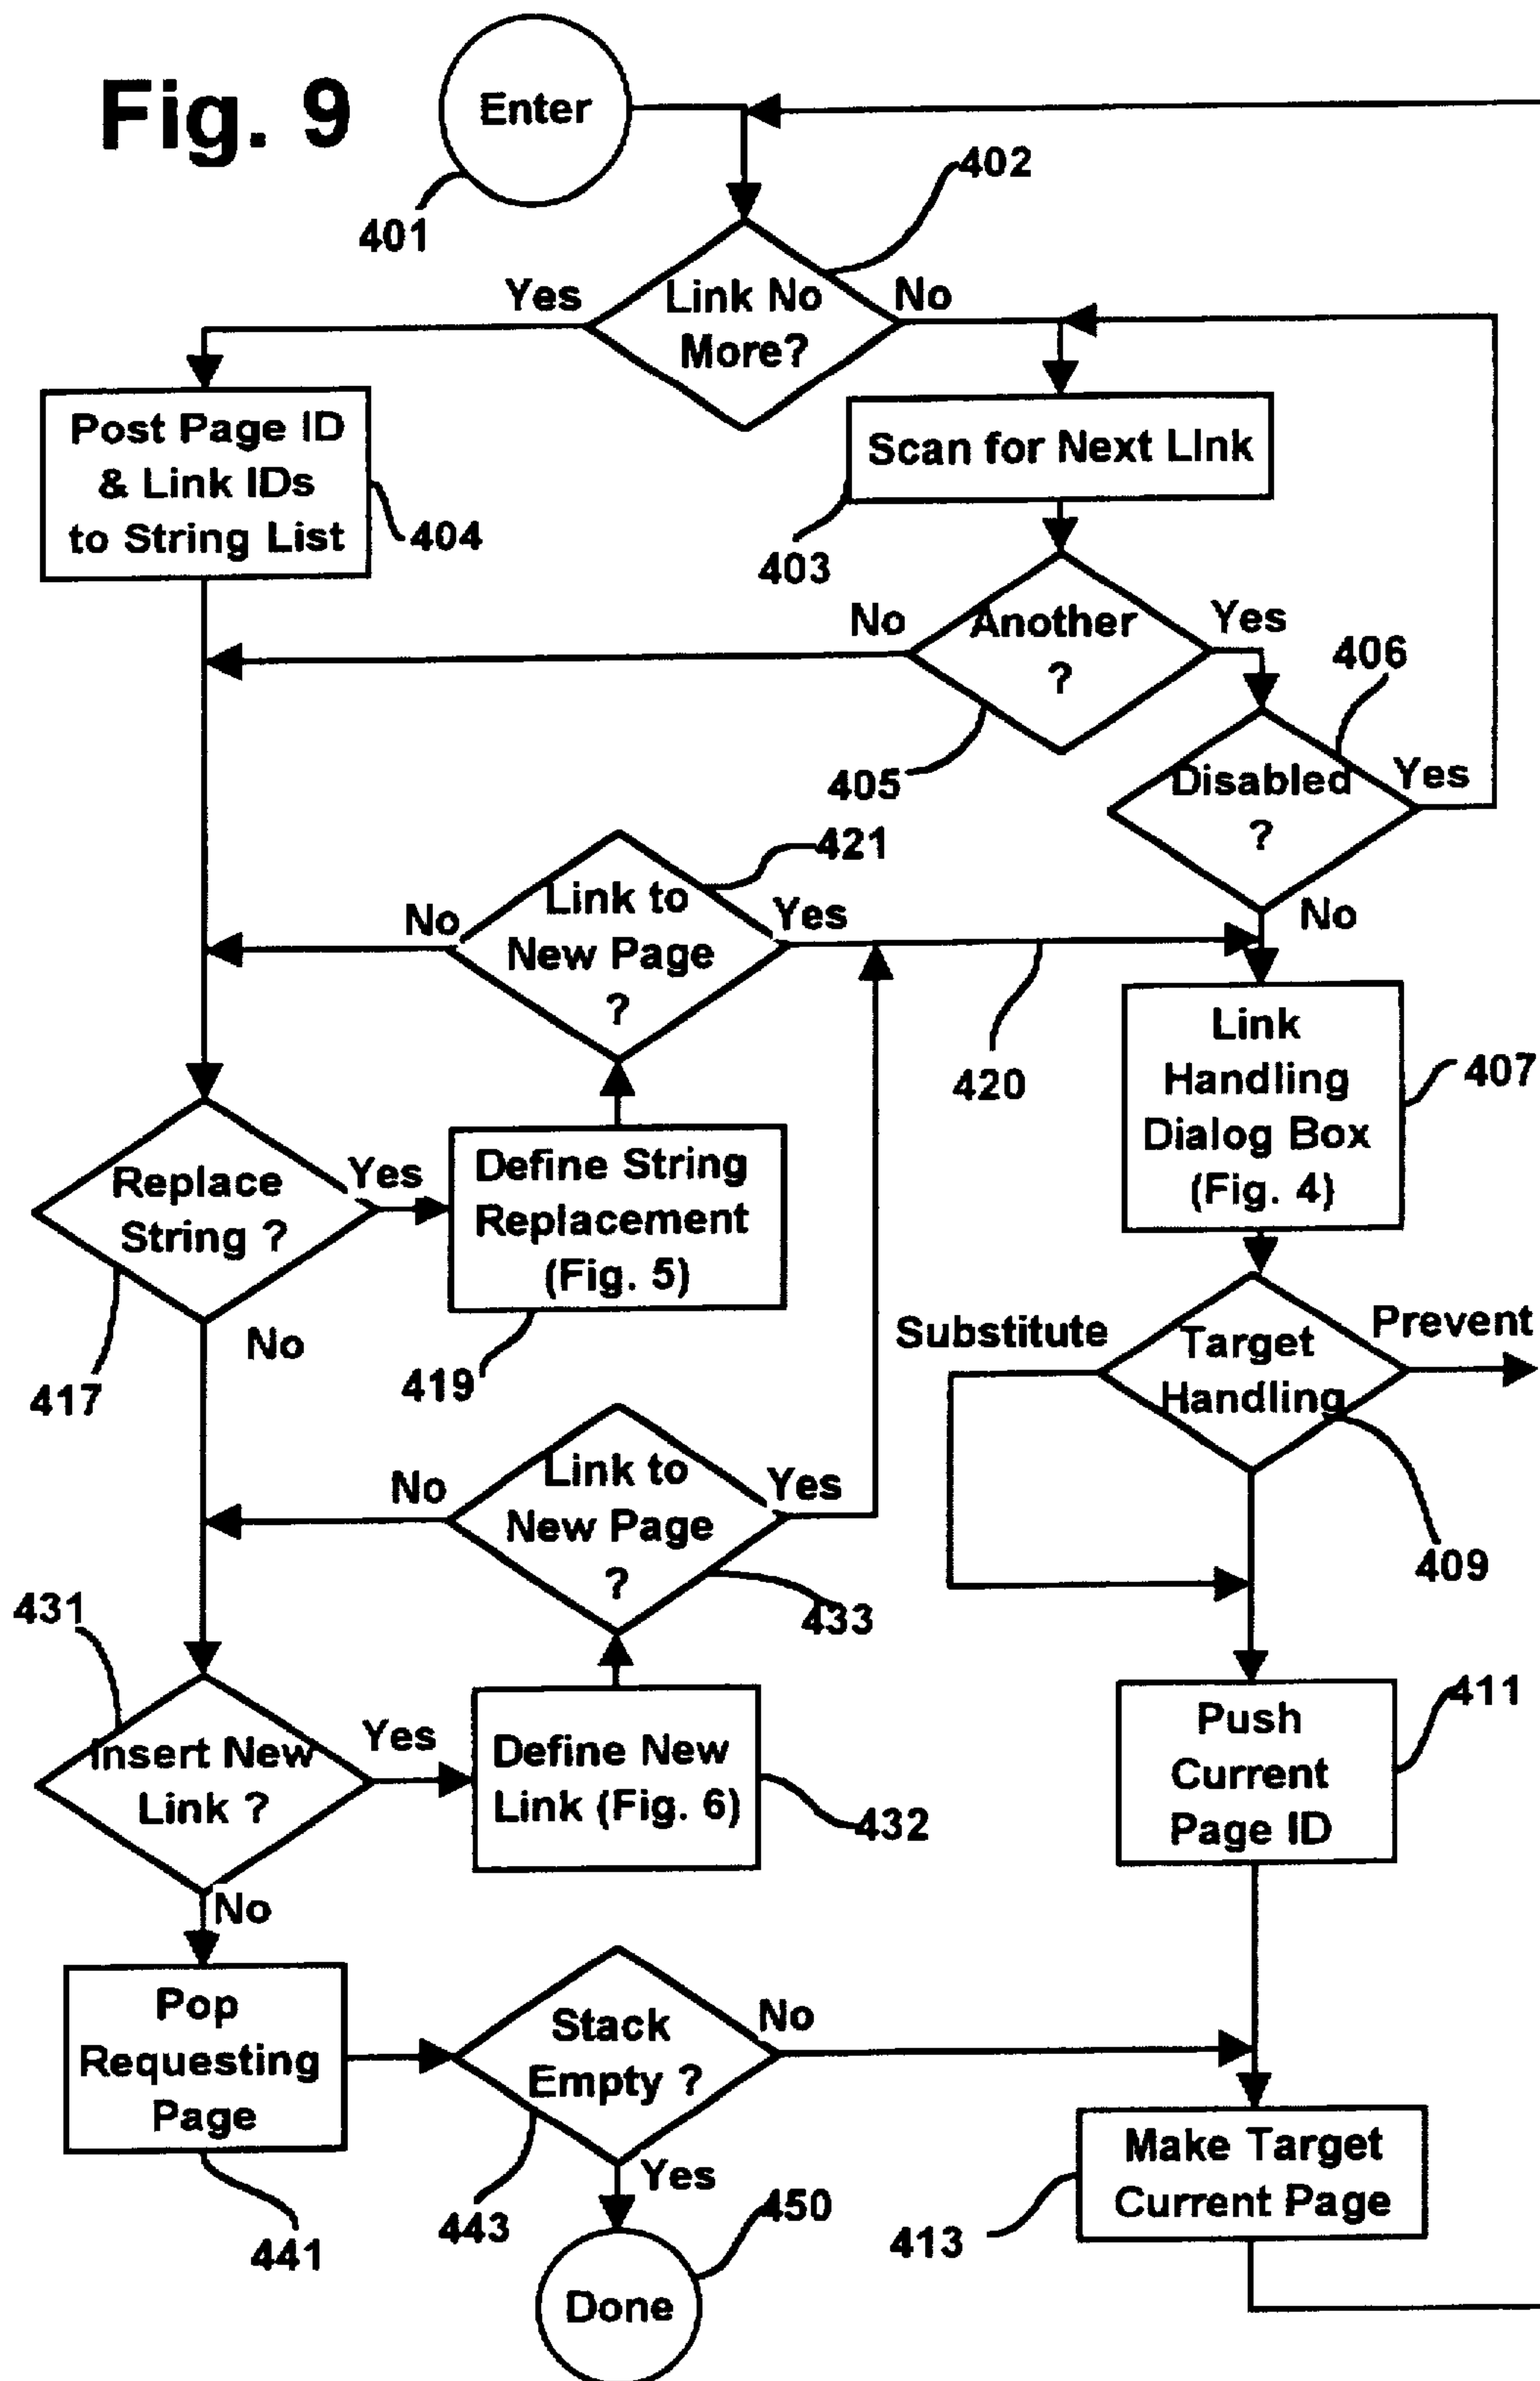 Fig. 9
Enter
401
402
Link No
More?
Yes
No
Post Page ID
& Link IDs
to String List
404
Scan for Next LInk
403
Another
?
No
Yes
405
406
Disabled
?
Yes
No
421
Link to
New Page
?
No
Yes
420
Link
Handling
Dialog Box
(Fig. 4)
407
Replace
String ?
Yes
No
417
Define String
Replacement
(Fig. 5)
419
Substitute
Target
Handling
Prevent
409
Link to
New Page
?
No
Yes
433
431
Insert New
Link ?
Yes
No
Define New
Link (Fig. 6)
432
Push
Current
Page ID
411
Pop
Requesting
Page
441
Stack
Empty ?
No
Yes
443
450
Done
Make Target
Current Page
413